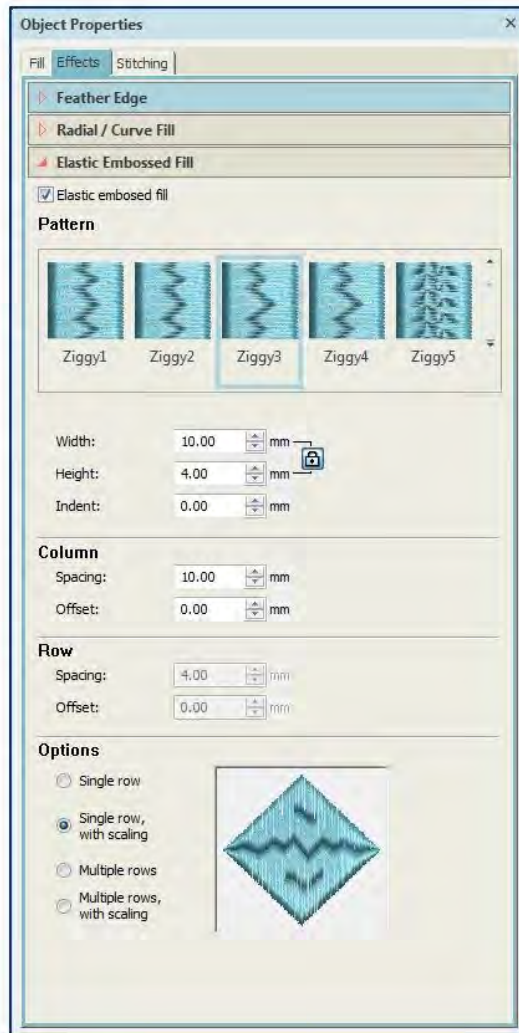 Object Properties
Fill Effects Stitching
Feather Edge
Radial / Curve Fill
Elastic Embossed Fill
Elastic embosed fill
Pattern
Ziggy1 Ziggy2 Ziggy3 Ziggy4 Ziggy5
Width: 10.00 mm
Height: 4.00 mm
Indent: 0.00 mm
Column
Spacing: 10.00 mm
Offset: 0.00 mm
Row
Spacing: 4.00 mm
Offset: 0.00 mm
Options
Single row
Single row,
with scaling
Multiple rows
Multiple rows,
with scaling